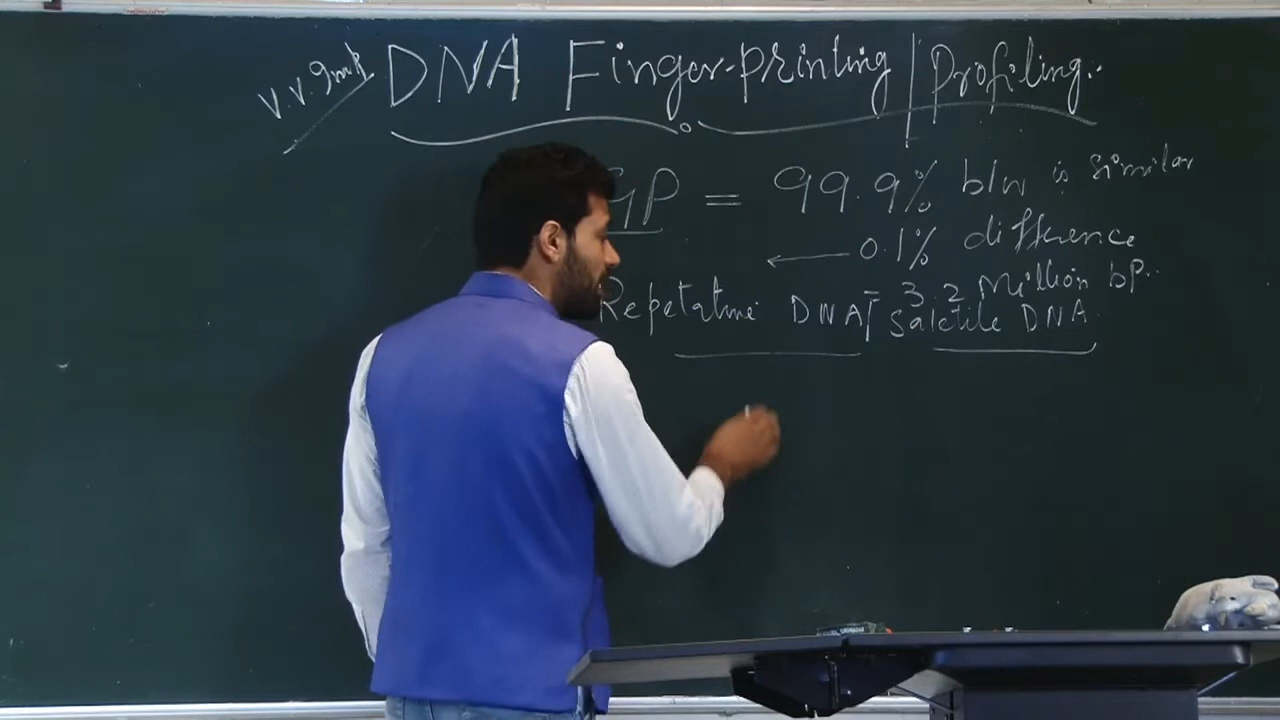 V.V. Imp DNA Finger-printing / Profiling..
GP = 99.9% b/w is similar
← 0.1% difference
- 3.2 million bp..
Repetative DNA / Satetile DNA